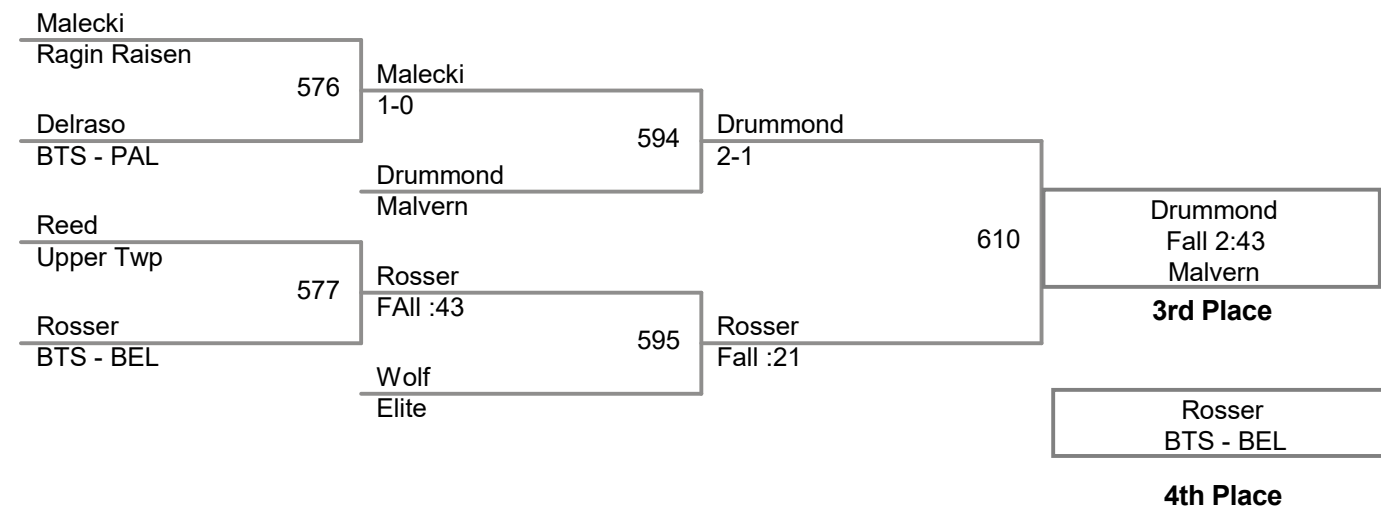 Malecki
Ragin Raisen
576
Malecki
1-0
Delraso
BTS - PAL
594
Drummond
2-1
Drummond
Malvern
Reed
Upper Twp
577
Rosser
FAll :43
Rosser
BTS - BEL
595
Rosser
Fall :21
Wolf
Elite
610
Drummond
Fall 2:43
Malvern
3rd Place
Rosser
BTS - BEL
4th Place